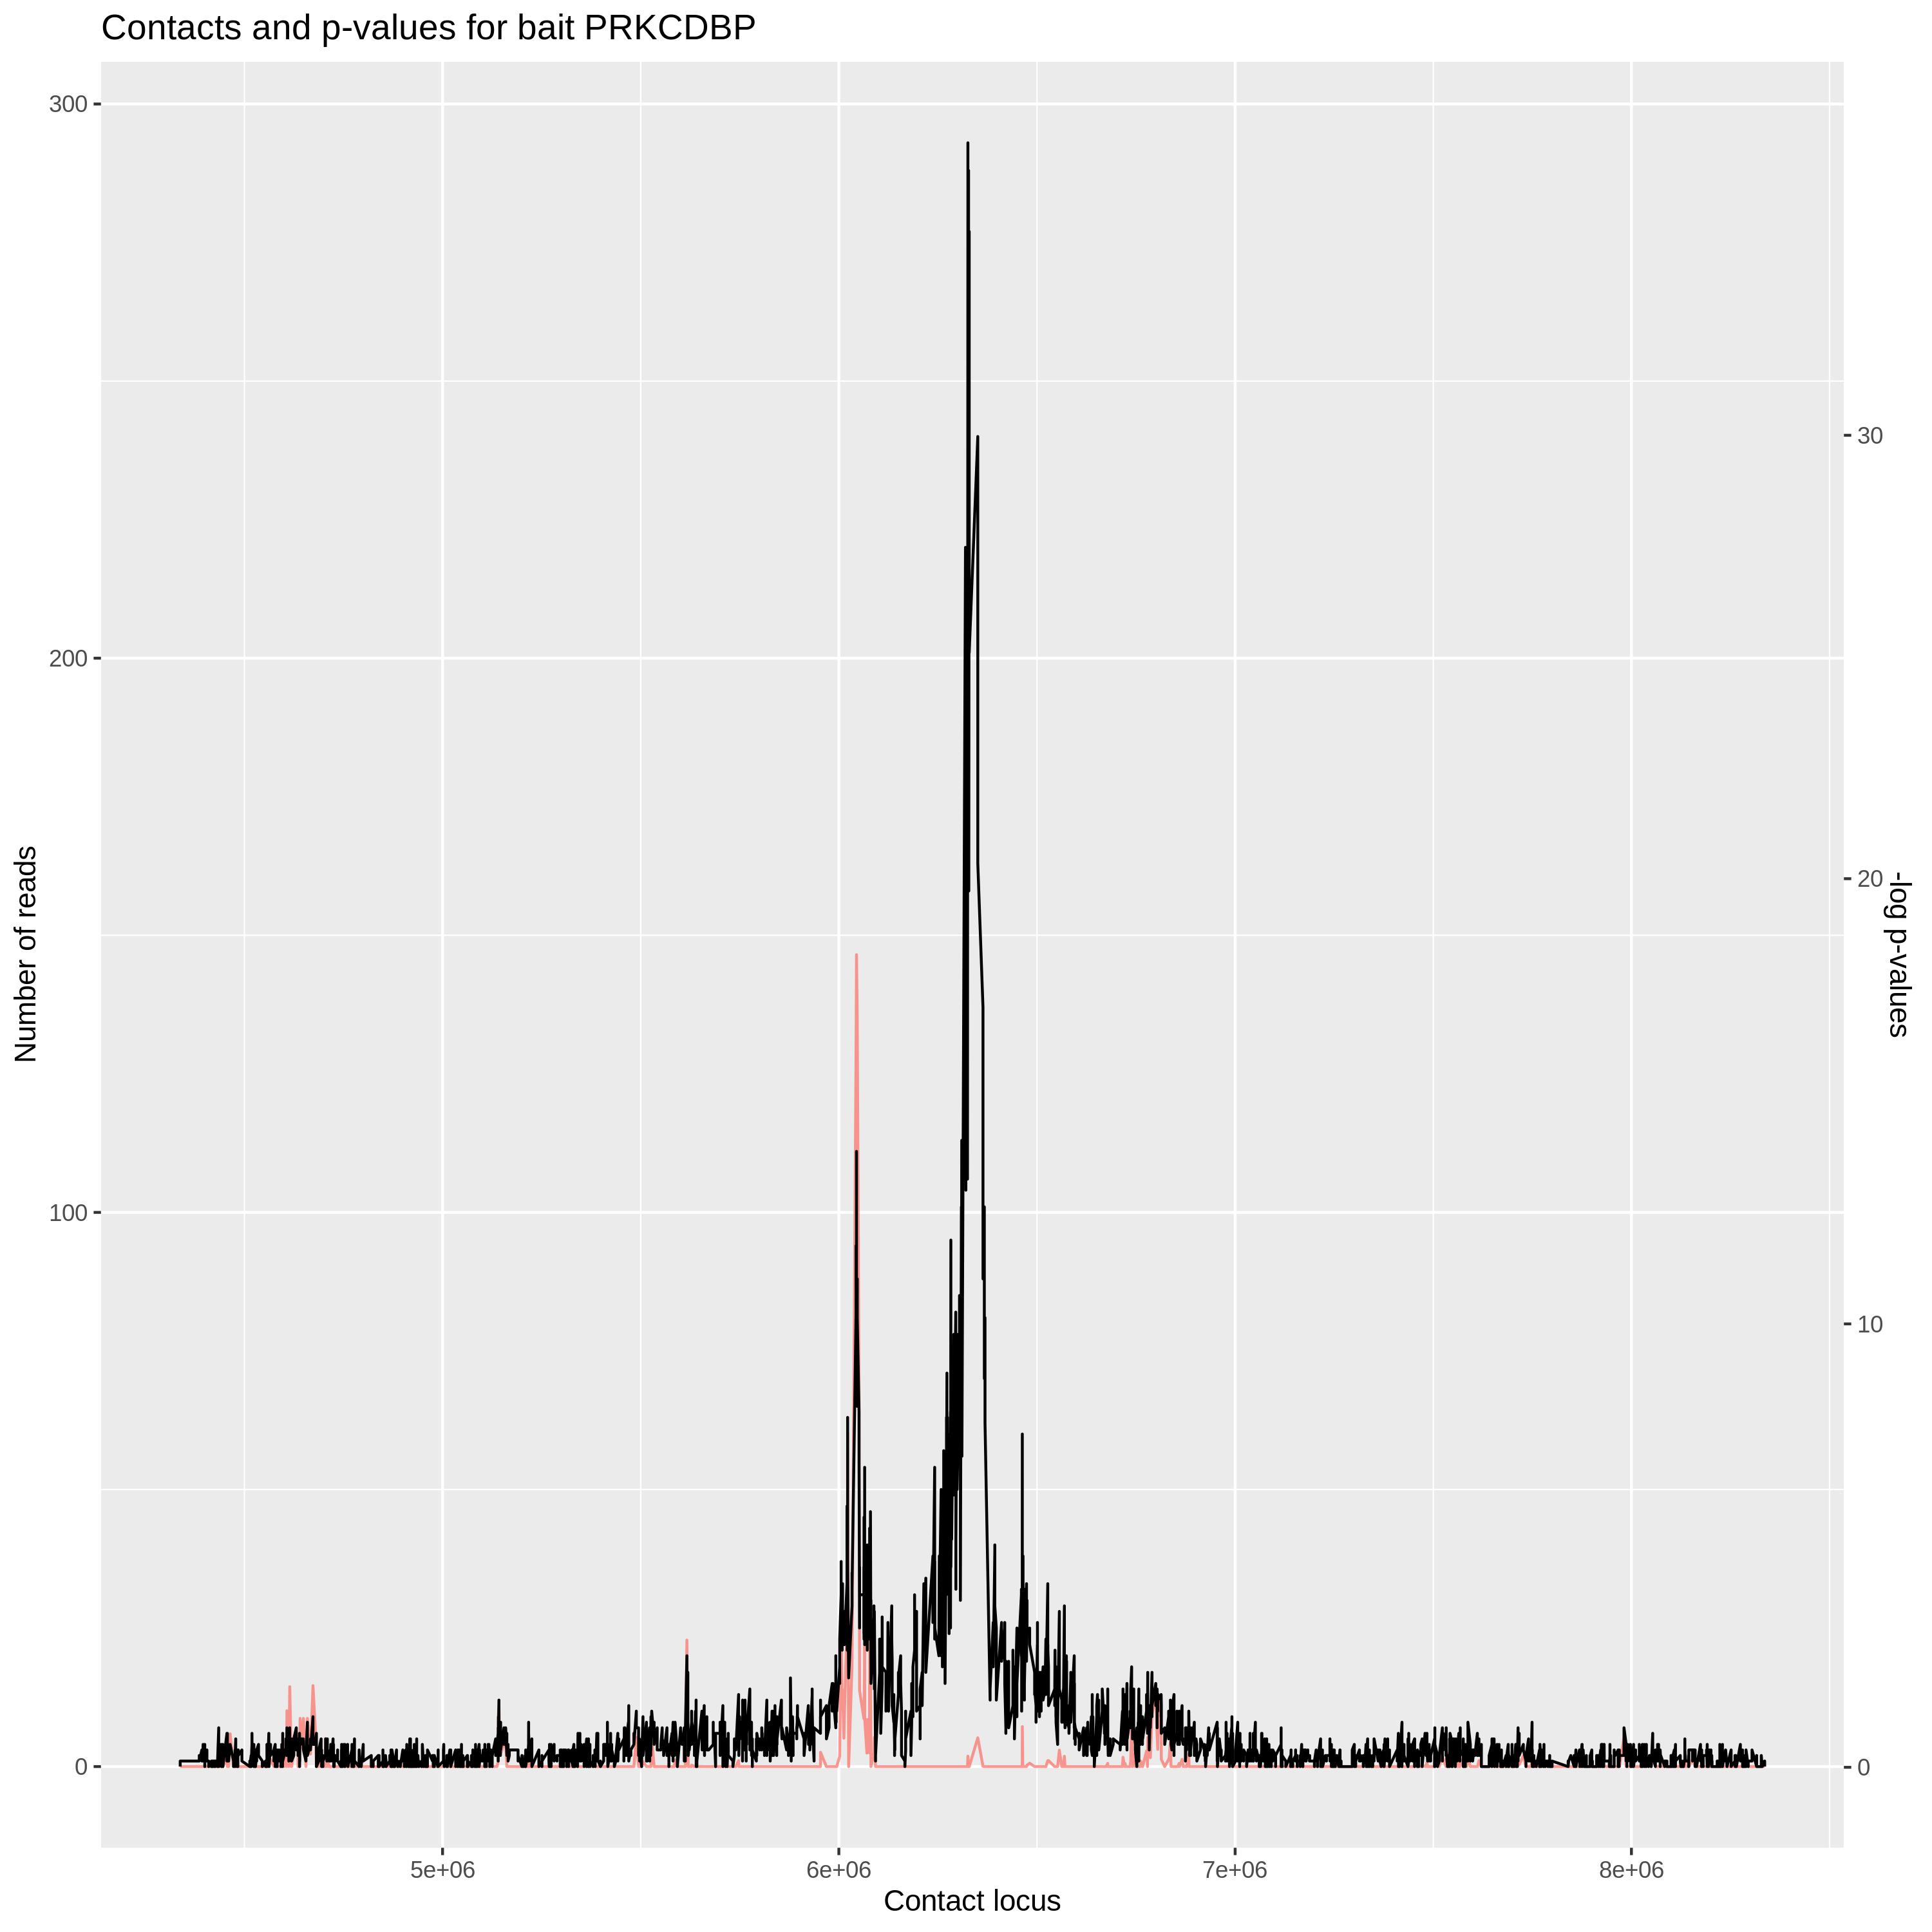 Contacts and p-values for bait PRKCDBP
300
200
100
0
Number of reads
30
20
10
0
-log p-values
5e+06
6e+06
7e+06
8e+06
Contact locus